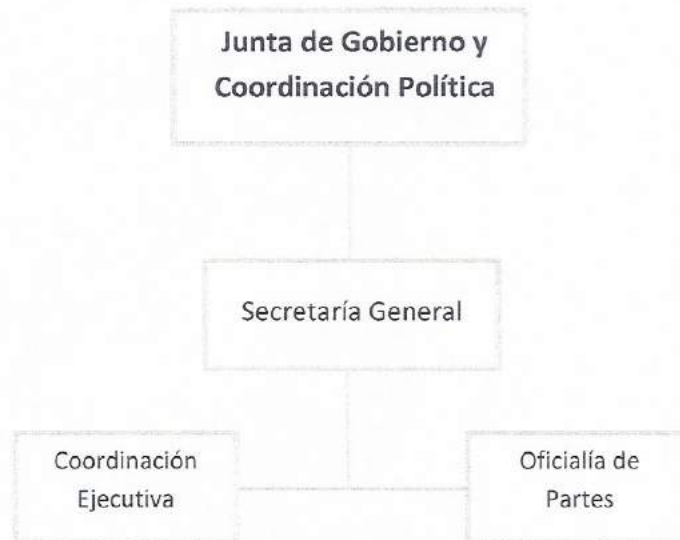 Junta de Gobierno y
Coordinación Política
Secretaría General
Coordinación
Ejecutiva
Oficialía de
Partes